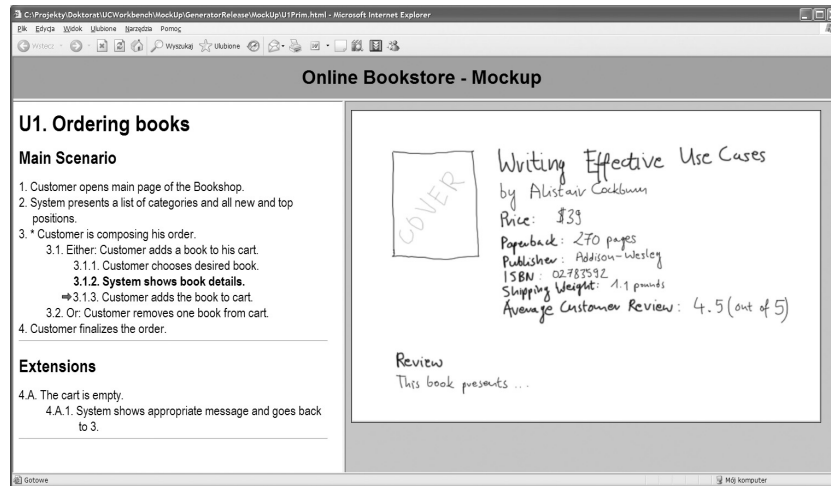 C:\Projekty\Doktorat\UCWorkbench\MockUp\GeneratorRelease\MockUp\U1Prim.html - Microsoft Internet Explorer
Plik Edycja Widok Ulubione Narzędzia Pomoc
Wstecz Wyszukaj Ulubione
Online Bookstore - Mockup
U1. Ordering books
Main Scenario
1. Customer opens main page of the Bookshop.
2. System presents a list of categories and all new and top
positions.
3. * Customer is composing his order.
3.1. Either: Customer adds a book to his cart.
3.1.1. Customer chooses desired book.
3.1.2. System shows book details.
3.1.3. Customer adds the book to cart.
3.2. Or: Customer removes one book from cart.
4. Customer finalizes the order.
Extensions
4.A. The cart is empty.
4.A.1. System shows appropriate message and goes back
to 3.
COVER
Writing Effective Use Cases
by Alistair Cockburn
Price: $39
Paperback: 270 pages
Publisher: Addison-Wesley
ISBN: 02783592
Shipping Weight: 1.1 pounds
Average Customer Review: 4.5 (out of 5)
Review
This book presents ...
Gotowe
Mój komputer